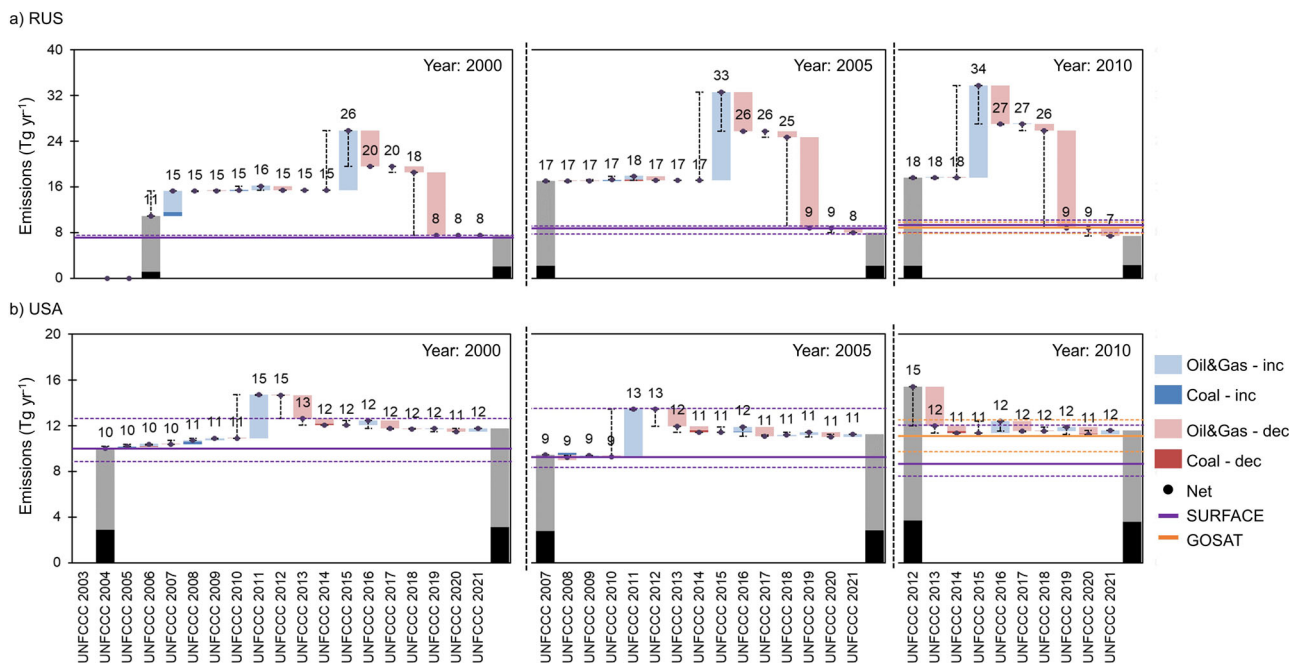 a) RUS
Emissions (Tg yr⁻¹)
40
32
24
16
8
0
Year: 2000
11 15 15 15 15 16 15 15 15 26 20 20 18 8 8 8
Year: 2005
17 17 17 17 18 17 17 17 33 26 26 25 9 9 8
Year: 2010
18 18 18 34 27 27 26 9 9 7
b) USA
Emissions (Tg yr⁻¹)
20
16
12
8
4
0
Year: 2000
10 10 10 10 11 11 11 15 15 13 12 12 12 12 12 11 12
Year: 2005
9 9 9 9 13 13 12 11 11 12 11 11 11 11 11
Year: 2010
15 12 11 11 12 12 12 12 11 12
UNFCCC 2003
UNFCCC 2004
UNFCCC 2005
UNFCCC 2006
UNFCCC 2007
UNFCCC 2008
UNFCCC 2009
UNFCCC 2010
UNFCCC 2011
UNFCCC 2012
UNFCCC 2013
UNFCCC 2014
UNFCCC 2015
UNFCCC 2016
UNFCCC 2017
UNFCCC 2018
UNFCCC 2019
UNFCCC 2020
UNFCCC 2021
UNFCCC 2007
UNFCCC 2008
UNFCCC 2009
UNFCCC 2010
UNFCCC 2011
UNFCCC 2012
UNFCCC 2013
UNFCCC 2014
UNFCCC 2015
UNFCCC 2016
UNFCCC 2017
UNFCCC 2018
UNFCCC 2019
UNFCCC 2020
UNFCCC 2021
UNFCCC 2012
UNFCCC 2013
UNFCCC 2014
UNFCCC 2015
UNFCCC 2016
UNFCCC 2017
UNFCCC 2018
UNFCCC 2019
UNFCCC 2020
UNFCCC 2021
Oil&Gas - inc
Coal - inc
Oil&Gas - dec
Coal - dec
Net
SURFACE
GOSAT